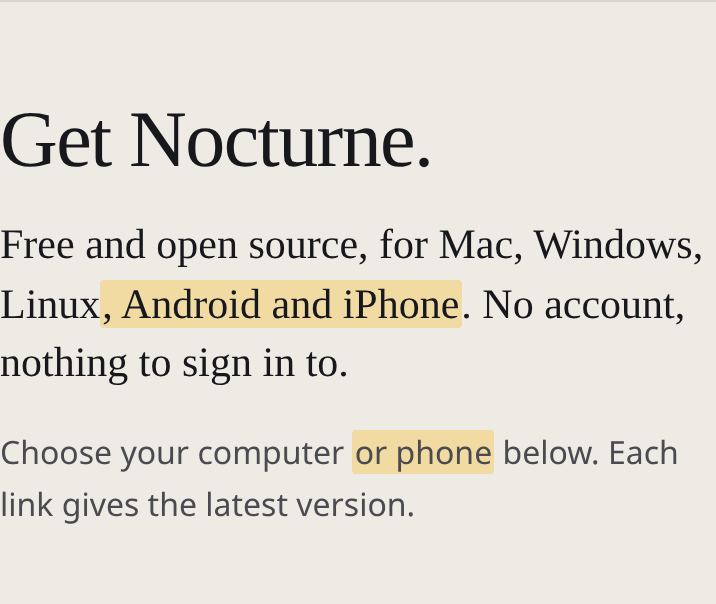 Get Nocturne.
Free and open source, for Mac, Windows,
Linux, Android and iPhone. No account,
nothing to sign in to.
Choose your computer or phone below. Each
link gives the latest version.